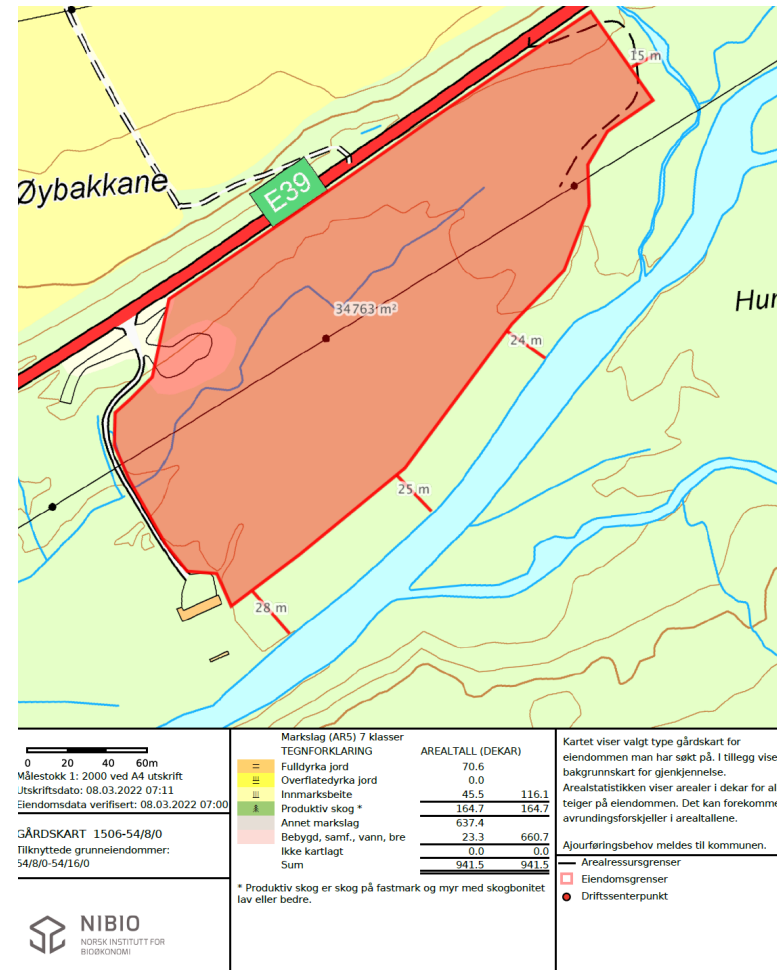 15 m
Øybakkane
E39
34763 m²
Hur
24 m
25 m
28 m
0 20 40 60m
Målestokk 1: 2000 ved A4 utskrift
Utskriftsdato: 08.03.2022 07:11
Eiendomsdata verifisert: 08.03.2022 07:00
GÅRDSKART 1506-54/8/0
Tilknyttede grunneiendommer:
54/8/0-54/16/0
NIBIO
NORSK INSTITUTT FOR
BIOØKONOMI
Markslag (AR5) 7 klasser
TEGNFORKLARING AREALTALL (DEKAR)
Fulldyrka jord 70.6
Overflatedyrka jord 0.0
Innmarksbeite 45.5 116.1
Produktiv skog * 164.7 164.7
Annet markslag 637.4
Bebygd, samf., vann, bre 23.3 660.7
Ikke kartlagt 0.0 0.0
Sum 941.5 941.5
* Produktiv skog er skog på fastmark og myr med skogbonitet
lav eller bedre.
Kartet viser valgt type gårdskart for
eiendommen man har søkt på. I tillegg vise
bakgrunnskart for gjenkjennelse.
Arealstatistikken viser arealer i dekar for al
teiger på eiendommen. Det kan forekomme
avrundingsforskjeller i arealtallene.
Ajourføringsbehov meldes til kommunen.
Arealressursgrenser
Eiendomsgrenser
Driftssenterpunkt